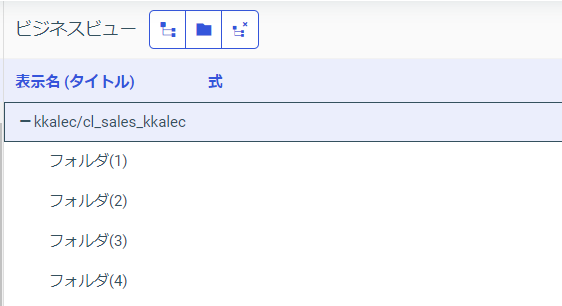 ビジネスビュー
表示名 (タイトル) 式
kkalec/cl_sales_kkalec
フォルダ(1)
フォルダ(2)
フォルダ(3)
フォルダ(4)